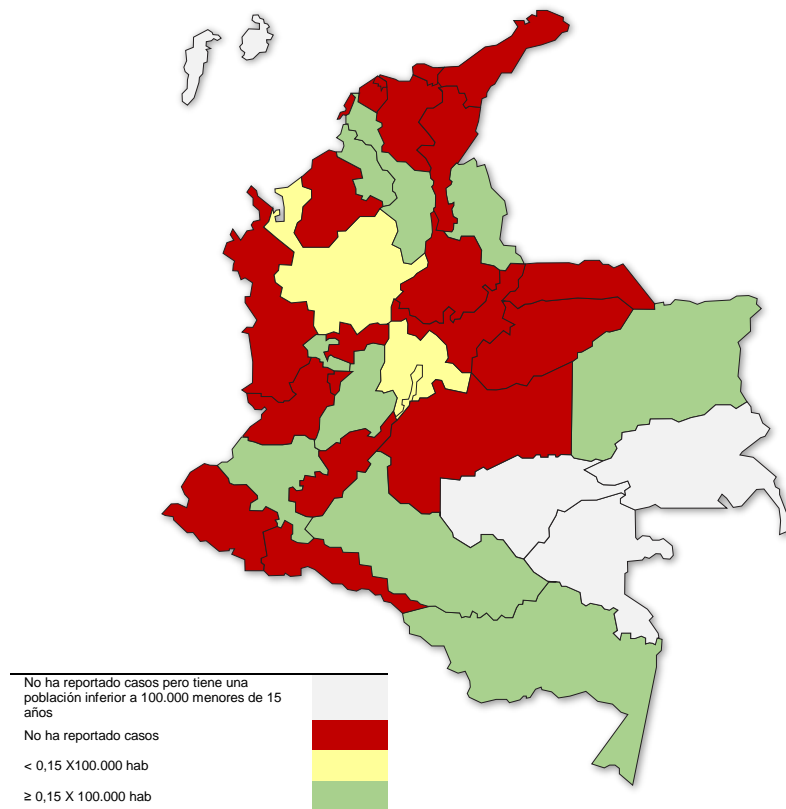 No ha reportado casos pero tiene una
población inferior a 100.000 menores de 15
años
No ha reportado casos
< 0,15 X100.000 hab
≥ 0,15 X 100.000 hab